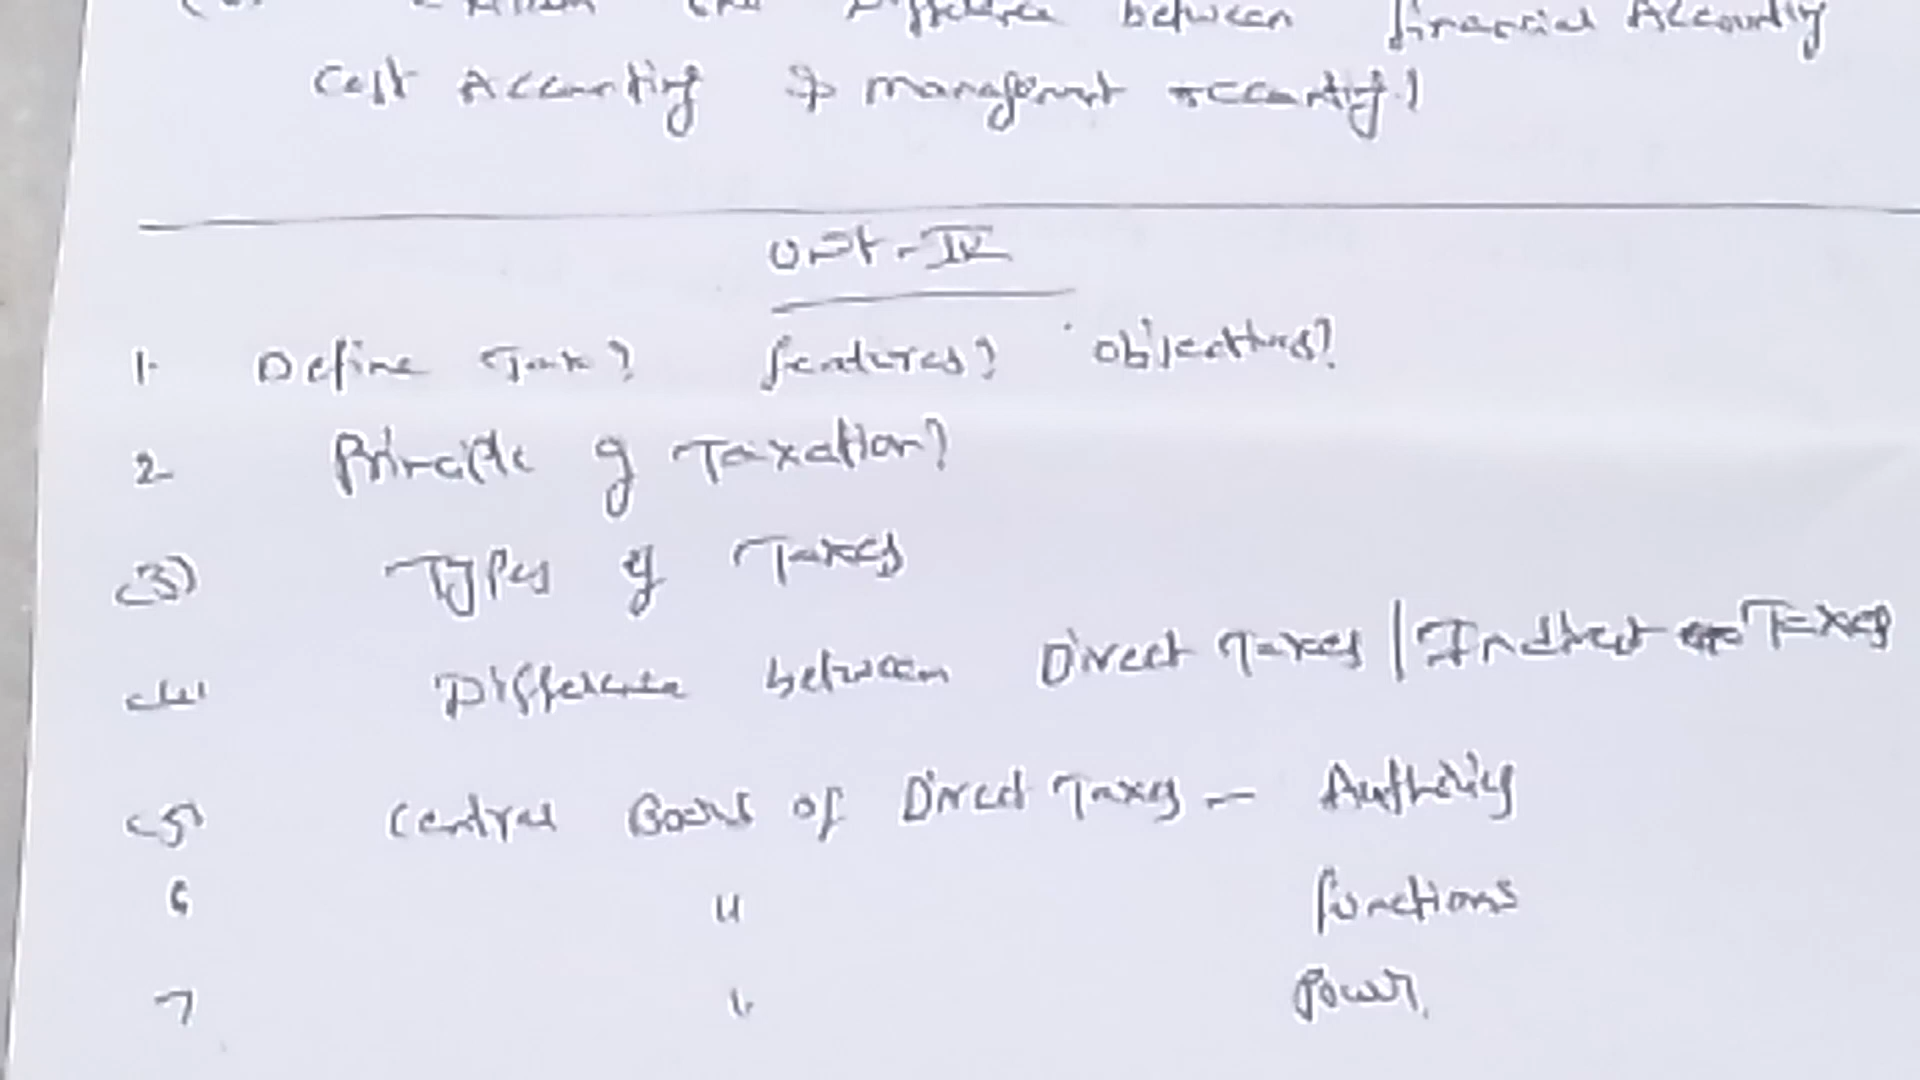 the Difference between financial Accounting
Cost Accounting & management accounting?
Unit - IV
1. Define Tax? features? objectives?
2 Principle of Taxation?
(3) Types of Taxes
(4) Difference between Direct Taxes | Indirect Taxes
(5) Central Board of Direct Taxes - Authority
6 " functions
7 " Power.